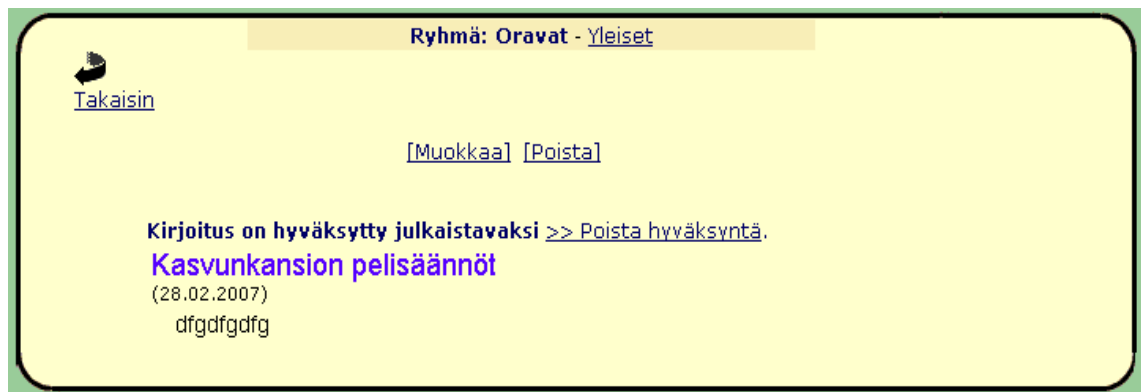 Ryhmä: Oravat - Yleiset
Takaisin
[Muokkaa] [Poista]
Kirjoitus on hyväksytty julkaistavaksi >> Poista hyväksyntä.
Kasvunkansion pelisäännöt
(28.02.2007)
dfgdfgdfg